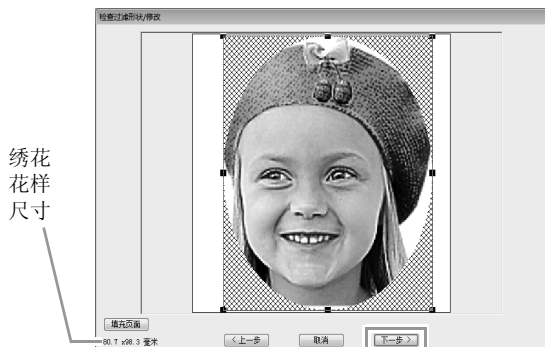 检查过滤形状/修改
绣花
花样
尺寸
填充页面
80.7 x98.3 毫米
<上一步
取消
下一步>